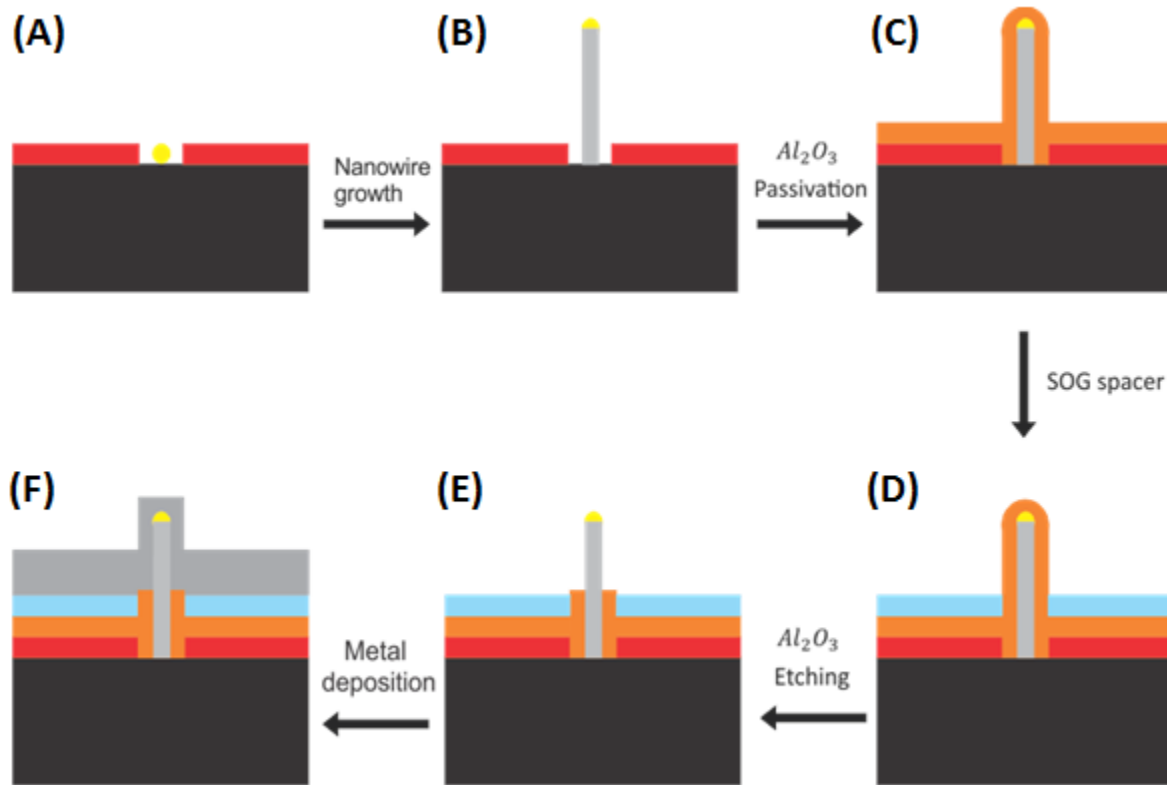 (A)
(B)
(C)
Nanowire
growth
Al₂O₃
Passivation
SOG spacer
(F)
(E)
(D)
Metal
deposition
Al₂O₃
Etching